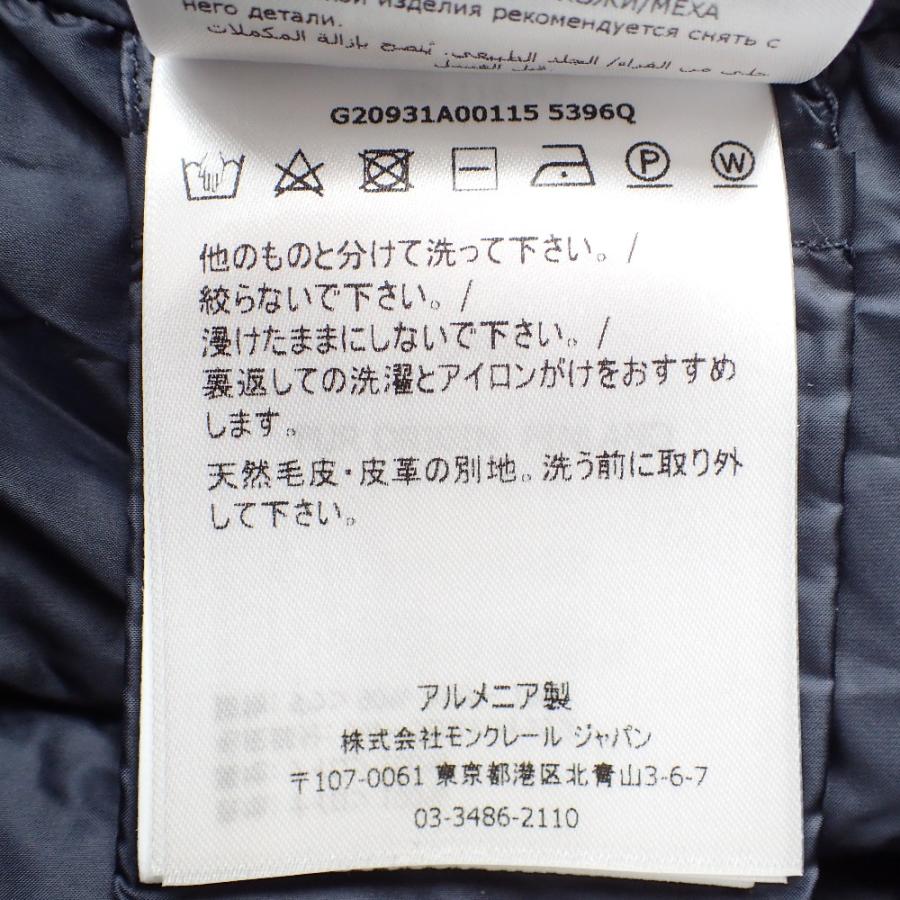 КОЖИ/МЕХА
изделия рекомендуется снять с
него детали.
G20931A00115 5396Q
P W
他のものと分けて洗って下さい。/
絞らないで下さい。/
浸けたままにしないで下さい。/
裏返しての洗濯とアイロンがけをおすすめ
します。
天然毛皮・皮革の別地。洗う前に取り外
して下さい。
アルメニア製
株式会社モンクレール ジャパン
〒107-0061 東京都港区北青山3-6-7
03-3486-2110